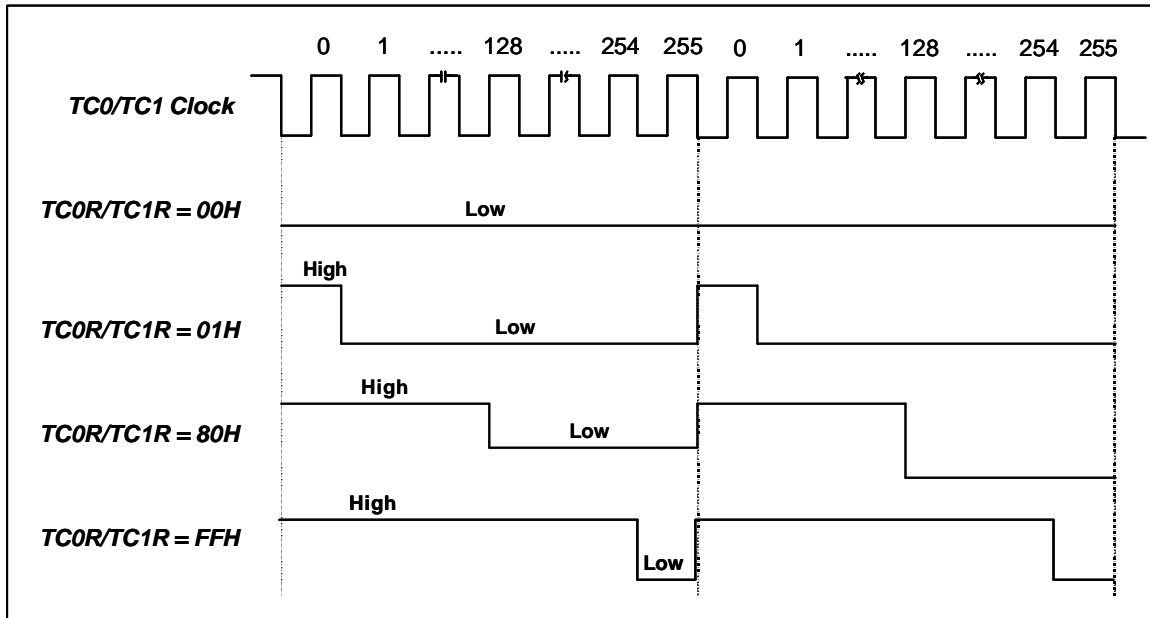 0 1 ..... 128 ..... 254 255 0 1 ..... 128 ..... 254 255
TC0/TC1 Clock
TC0R/TC1R = 00H
Low
High
TC0R/TC1R = 01H
Low
High
TC0R/TC1R = 80H
Low
High
TC0R/TC1R = FFH
Low